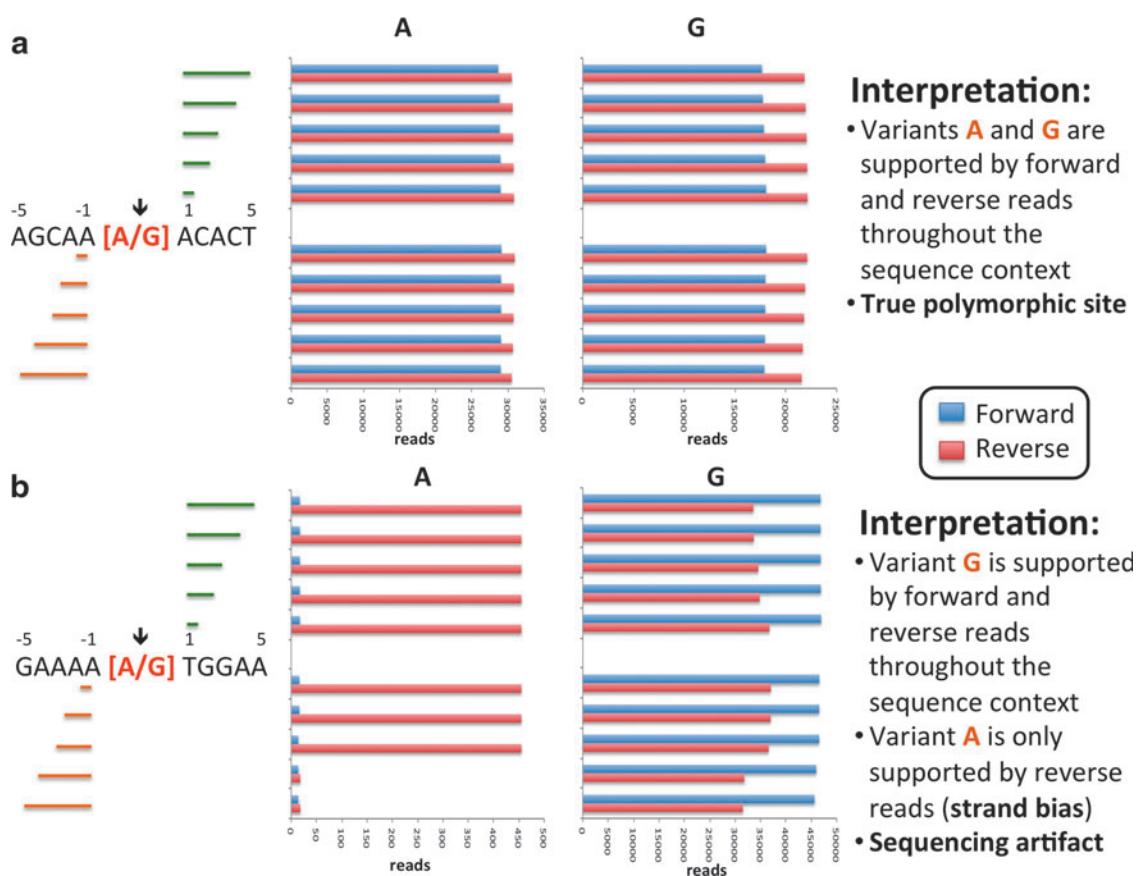 a
A
G
-5 -1 1 5
AGCAA [A/G] ACACT
0 5000 10000 15000 20000 25000 30000 35000
reads
0 5000 10000 15000 20000 25000
reads
Interpretation:
• Variants A and G are
supported by forward
and reverse reads
throughout the
sequence context
• True polymorphic site
Forward
Reverse
b
A
G
-5 -1 1 5
GAAAA [A/G] TGGAA
0 50 100 150 200 250 300 350 400 450 500
reads
0 5000 10000 15000 20000 25000 30000 35000 40000 45000 50000
reads
Interpretation:
• Variant G is supported
by forward and
reverse reads
throughout the
sequence context
• Variant A is only
supported by reverse
reads (strand bias)
• Sequencing artifact